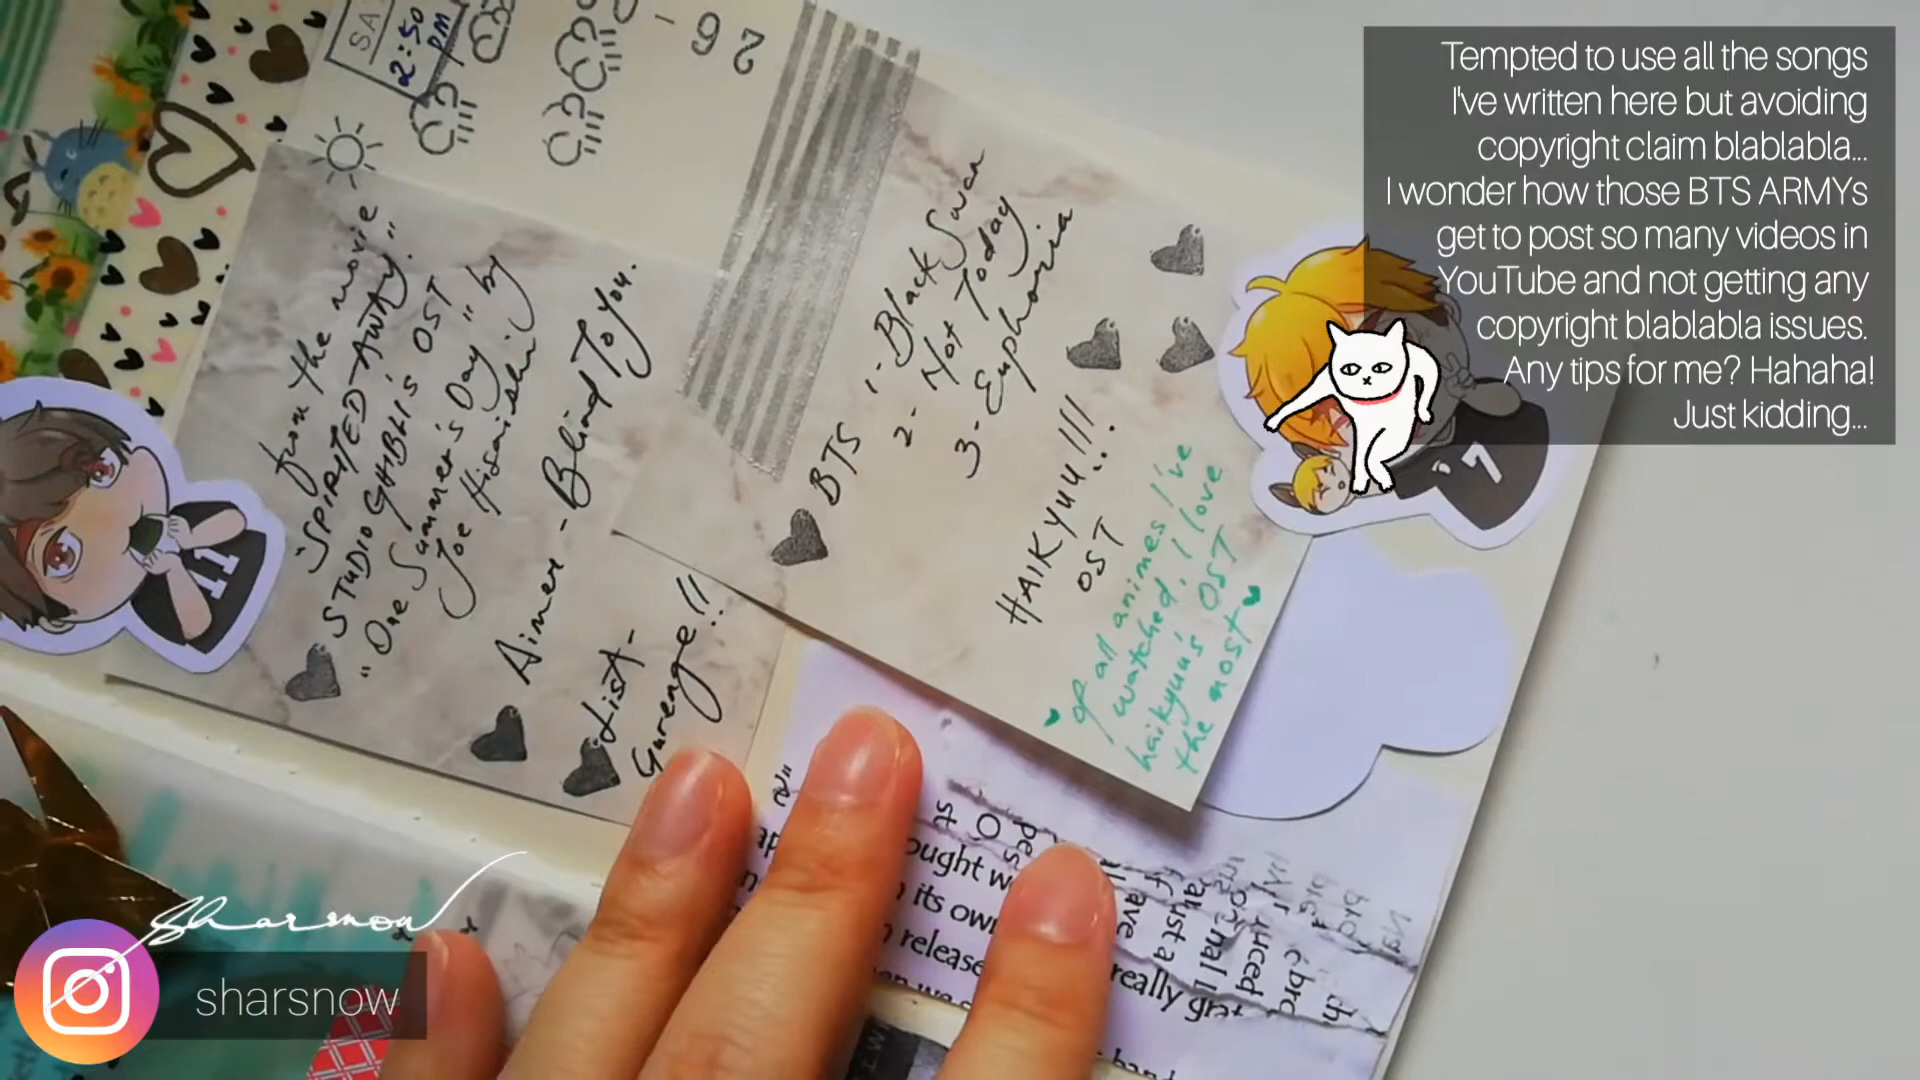 Tempted to use all the songs
I've written here but avoiding
copyright claim blablabla...
I wonder how those BTS ARMYs
get to post so many videos in
YouTube and not getting any
copyright blablabla issues.
Any tips for me? Hahaha!
Just kidding...
2:50
PM
26 -
from the movie
"SPIRITED AWAY."
STUDIO GHIBLI'S OST
"One Summer's Day" by
Joe Hisaishi
Aimer - Blind To You.
LiSA -
Gurenge!!
BTS 1- Black Swan
2- Not Today
3- Euphoria
HAIKYUU!!!
OST
of all animes I've
watched, I love
haikyuu's OST
the most
11
7
ought
its own
release
really
sharsnow
sharsnow